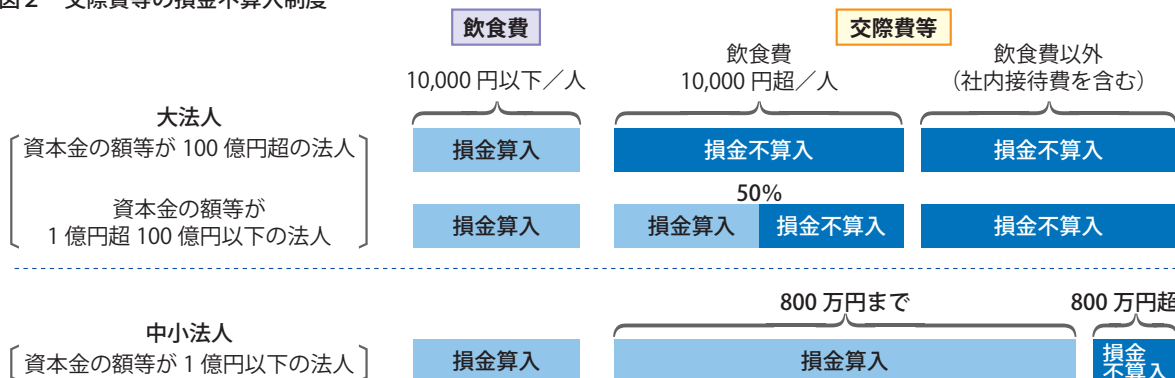 図2 交際費等の損金不算入制度
飲食費
交際費等
10,000円以下／人
飲食費
10,000円超／人
飲食費以外
（社内接待費を含む）
大法人
資本金の額等が100億円超の法人
損金算入
損金不算入
損金不算入
資本金の額等が
1億円超100億円以下の法人
損金算入
50%
損金算入
損金不算入
損金不算入
中小法人
資本金の額等が1億円以下の法人
損金算入
800万円まで
損金算入
800万円超
損金
不算入